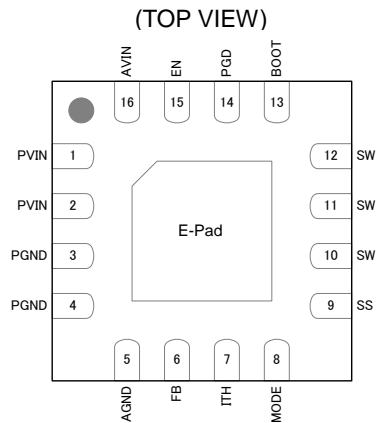 (TOP VIEW)
AVIN EN PGD BOOT
16 15 14 13
PVIN 1 12 SW
PVIN 2 11 SW
E-Pad
PGND 3 10 SW
PGND 4 9 SS
5 6 7 8
AGND FB ITH MODE